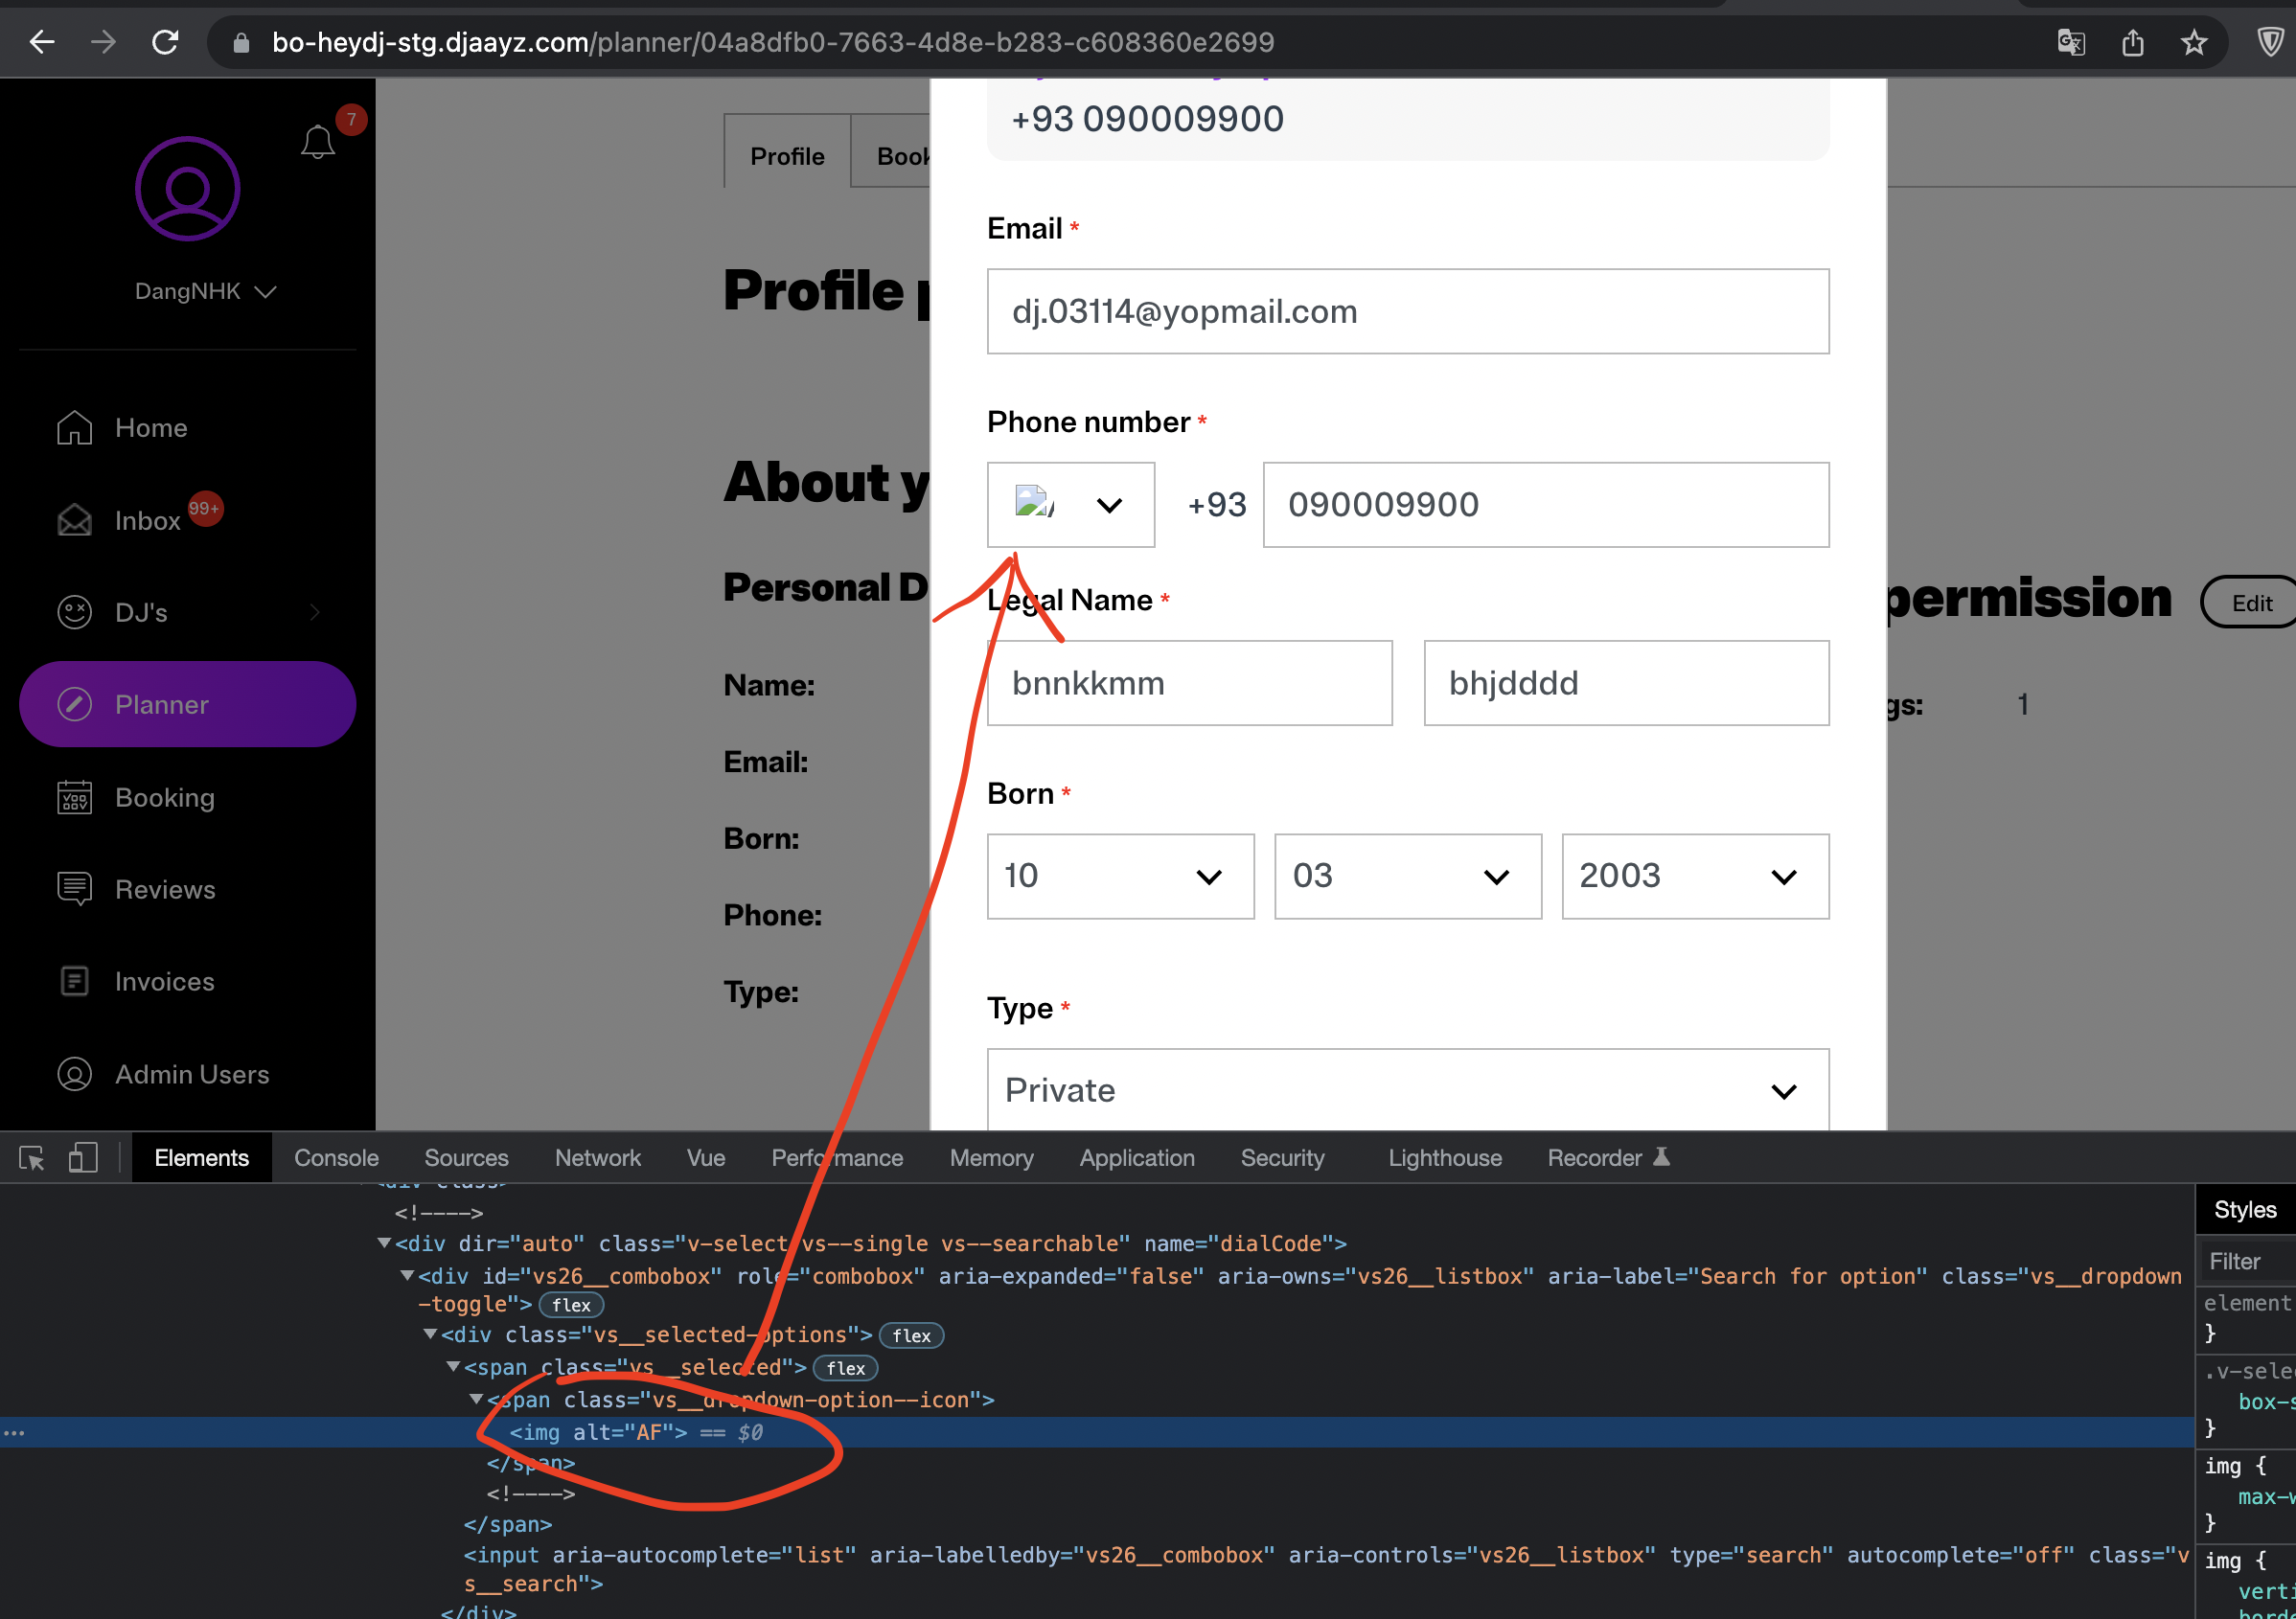 bo-heydj-stg.djaayz.com/planner/04a8dfb0-7663-4d8e-b283-c608360e2699
7
DangNHK
Home
Inbox
99+
DJ's
Planner
Booking
Reviews
Invoices
Admin Users
Profile
Book
Profile
About y
Personal D
Name:
Email:
Born:
Phone:
Type:
permission
Edit
gs:
1
+93 090009900
Email *
dj.03114@yopmail.com
Phone number *
+93
090009900
Legal Name *
bnnkkmm
bhjdddd
Born *
10
03
2003
Type *
Private
Elements
Console
Sources
Network
Vue
Performance
Memory
Application
Security
Lighthouse
Recorder
<!---->
<div dir="auto" class="v-select vs--single vs--searchable" name="dialCode">
<div id="vs26__combobox" role="combobox" aria-expanded="false" aria-owns="vs26__listbox" aria-label="Search for option" class="vs__dropdown
-toggle"> flex
<div class="vs__selected-options"> flex
<span class="vs__selected"> flex
<span class="vs__dropdown-option--icon">
<img alt="AF"> == $0
</span>
<!---->
</span>
<input aria-autocomplete="list" aria-labelledby="vs26__combobox" aria-controls="vs26__listbox" type="search" autocomplete="off" class="v
s__search">
</div>
Styles
Filter
element
}
.v-sele
box-s
}
img {
max-w
}
img {
verti